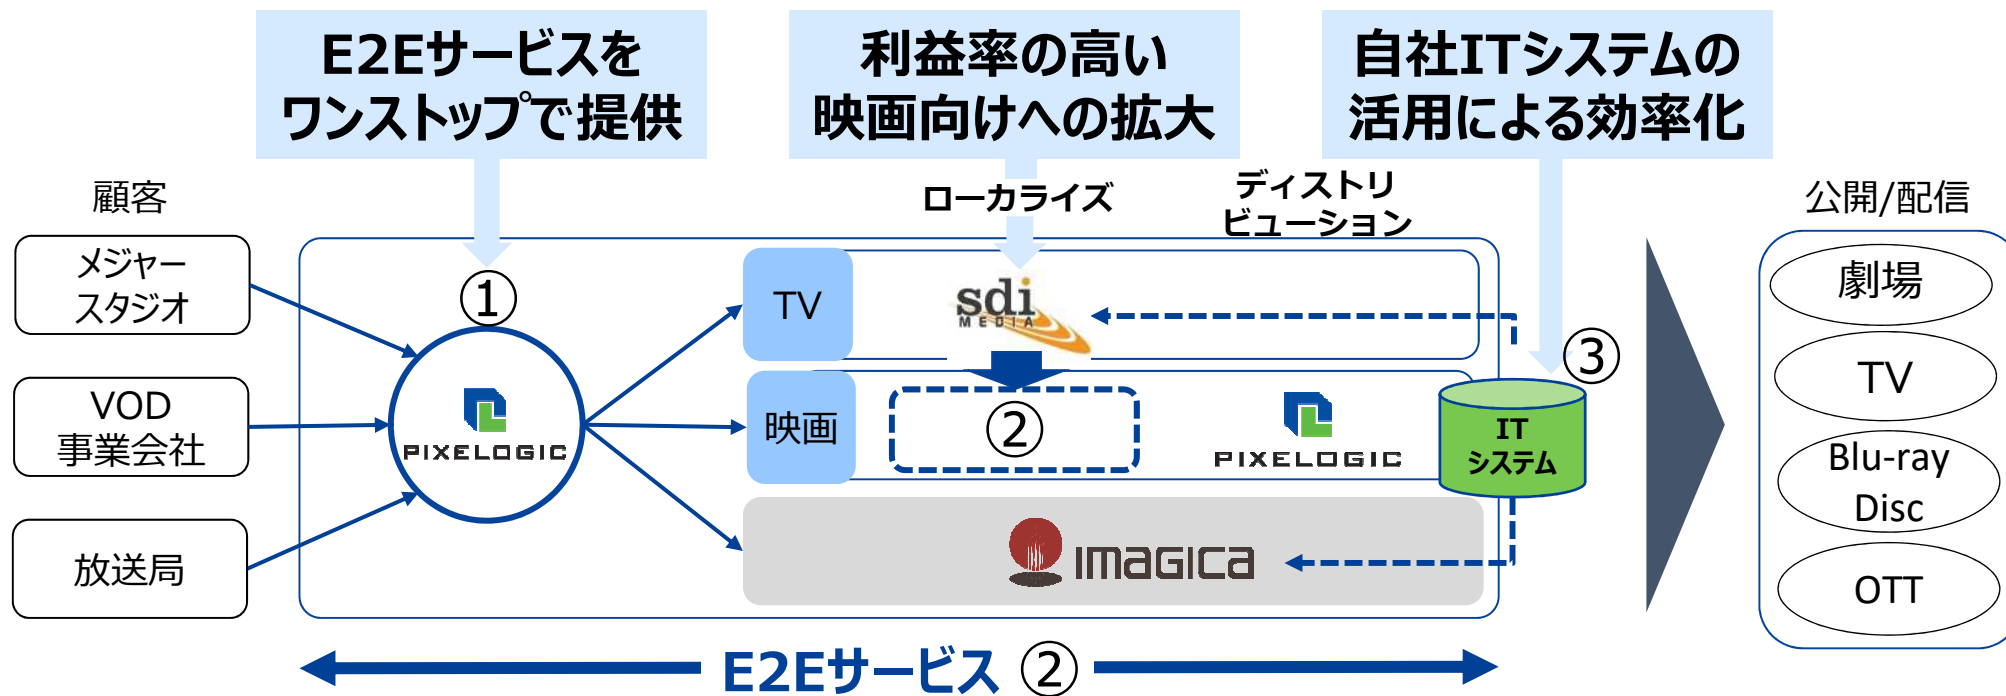 E2Eサービスを
ワンストップで提供
利益率の高い
映画向けへの拡大
自社ITシステムの
活用による効率化
顧客
ローカライズ
ディストリ
ビューション
公開/配信
メジャー
スタジオ
VOD
事業会社
放送局
①
PIXELOGIC
TV
sdi
MEDIA
映画
②
PIXELOGIC
③
IT
システム
IMAGICA
劇場
TV
Blu-ray
Disc
OTT
E2Eサービス ②